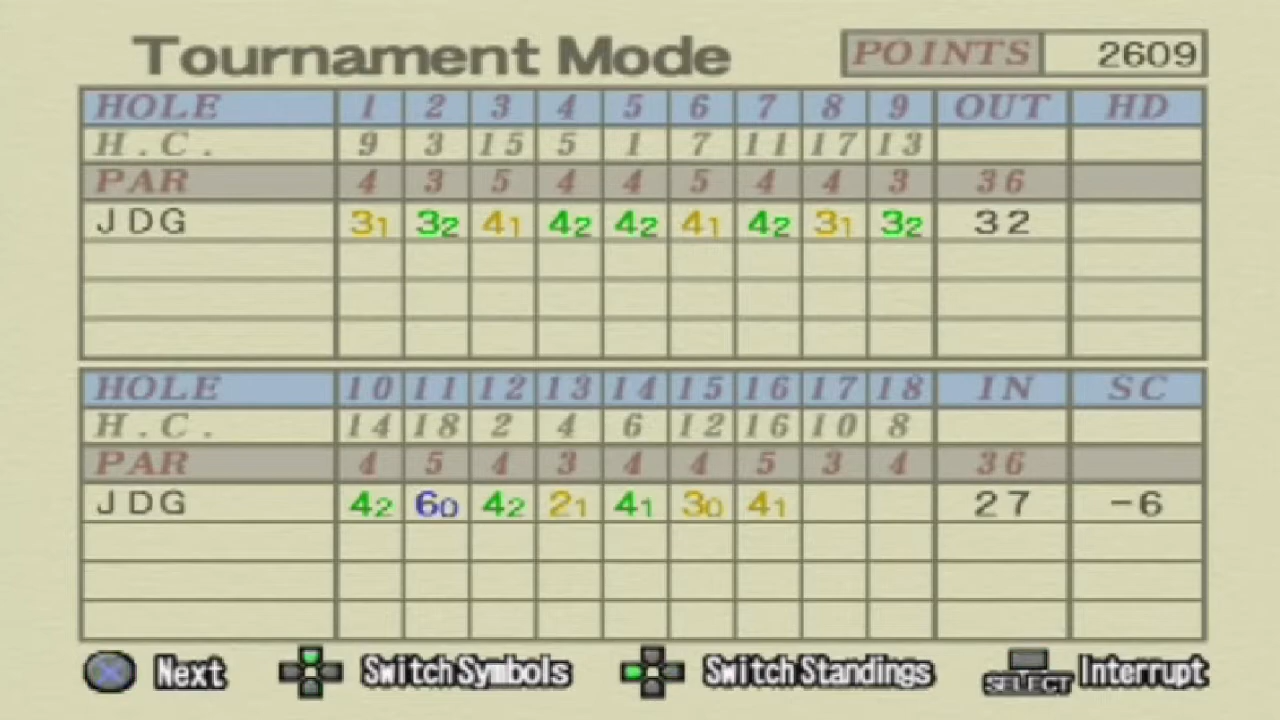 Tournament Mode POINTS 2609
HOLE 1 2 3 4 5 6 7 8 9 OUT HD
H.C. 9 3 15 5 1 7 11 17 13
PAR 4 3 5 4 4 5 4 4 3 36
JDG 31 32 41 42 42 41 42 31 32 32
HOLE 10 11 12 13 14 15 16 17 18 IN SC
H.C. 14 18 2 4 6 12 16 10 8
PAR 4 5 4 3 4 4 5 3 4 36
JDG 42 60 42 21 41 30 41 27 -6
Next Switch Symbols Switch Standings SELECT Interrupt